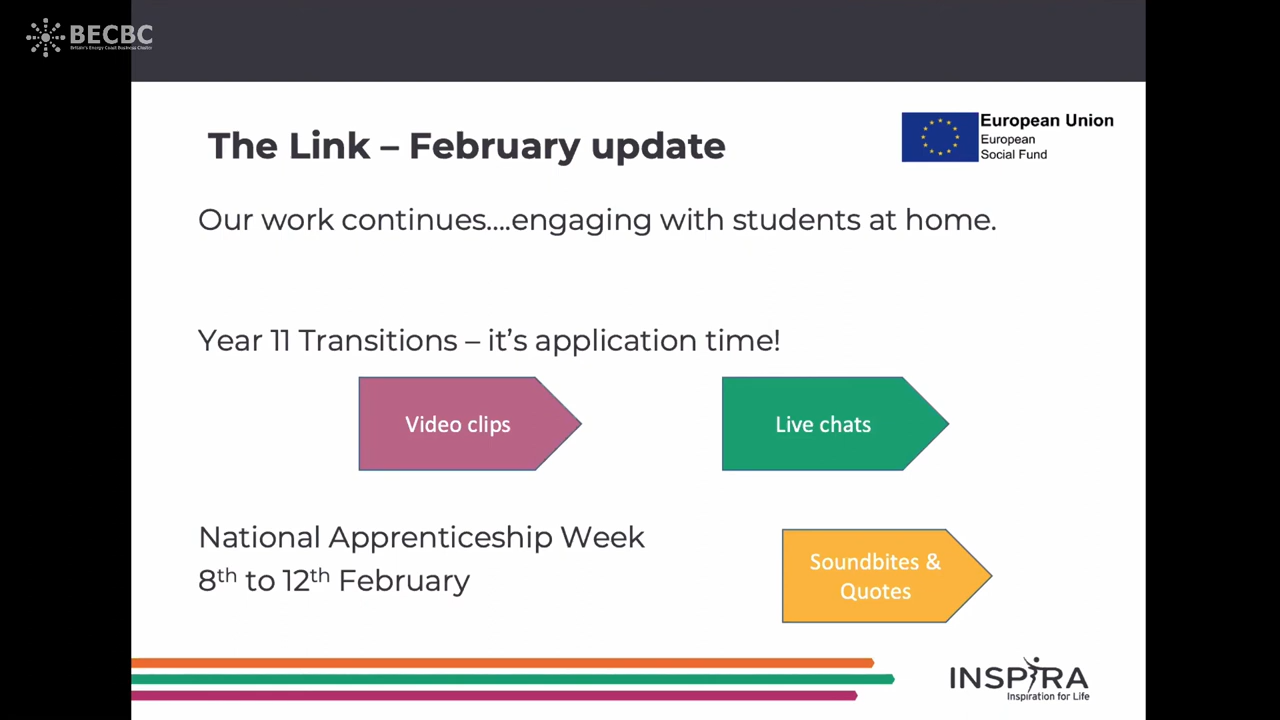 BECBC
Britain's Energy Coast Business Cluster
The Link – February update
European Union
European
Social Fund
Our work continues....engaging with students at home.
Year 11 Transitions – it's application time!
Video clips
Live chats
National Apprenticeship Week
8th to 12th February
Soundbites &
Quotes
INSPIRA
Inspiration for Life